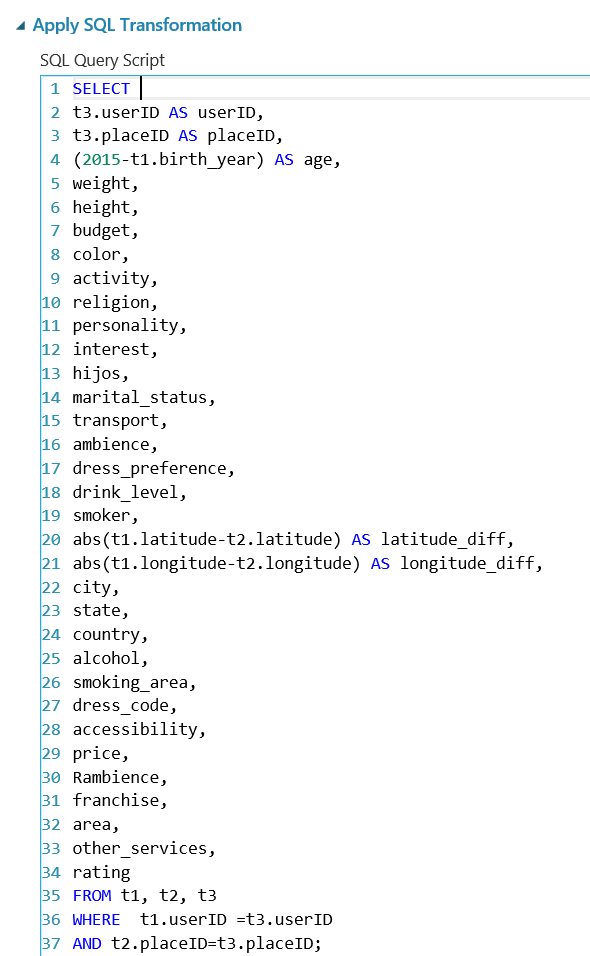 Apply SQL Transformation
SQL Query Script
1 SELECT
2 t3.userID AS userID,
3 t3.placeID AS placeID,
4 (2015-t1.birth_year) AS age,
5 weight,
6 height,
7 budget,
8 color,
9 activity,
10 religion,
11 personality,
12 interest,
13 hijos,
14 marital_status,
15 transport,
16 ambience,
17 dress_preference,
18 drink_level,
19 smoker,
20 abs(t1.latitude-t2.latitude) AS latitude_diff,
21 abs(t1.longitude-t2.longitude) AS longitude_diff,
22 city,
23 state,
24 country,
25 alcohol,
26 smoking_area,
27 dress_code,
28 accessibility,
29 price,
30 Rambience,
31 franchise,
32 area,
33 other_services,
34 rating
35 FROM t1, t2, t3
36 WHERE  t1.userID =t3.userID
37 AND t2.placeID=t3.placeID;